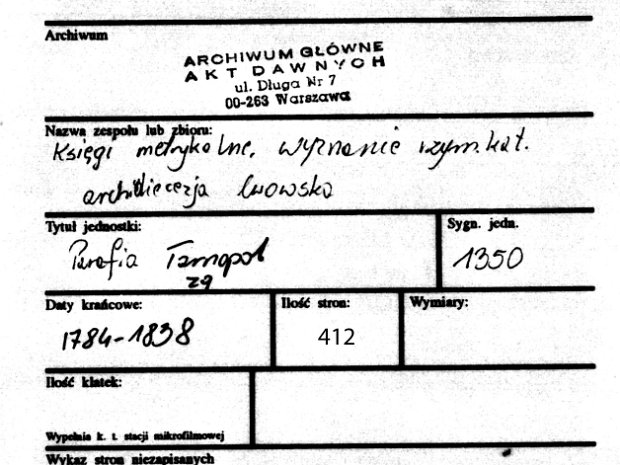 Archiwum
ARCHIWUM GŁÓWNE
AKT DAWNYCH
ul. Długa Nr 7
00-263 Warszawa
Nazwa zespołu lub zbioru:
Księgi metrykalne, wyznanie rzym. kat.
archidiecezja lwowska
Tytuł jednostki:
Sygn. jedn.
Parafia Tarnopol
1350
zg
Daty krańcowe:
Ilość stron:
Wymiary:
1784-1838
412
Ilość klatek:
Wypełnia k. t. stacji mikrofilmowej
Wykaz stron niezapisanych